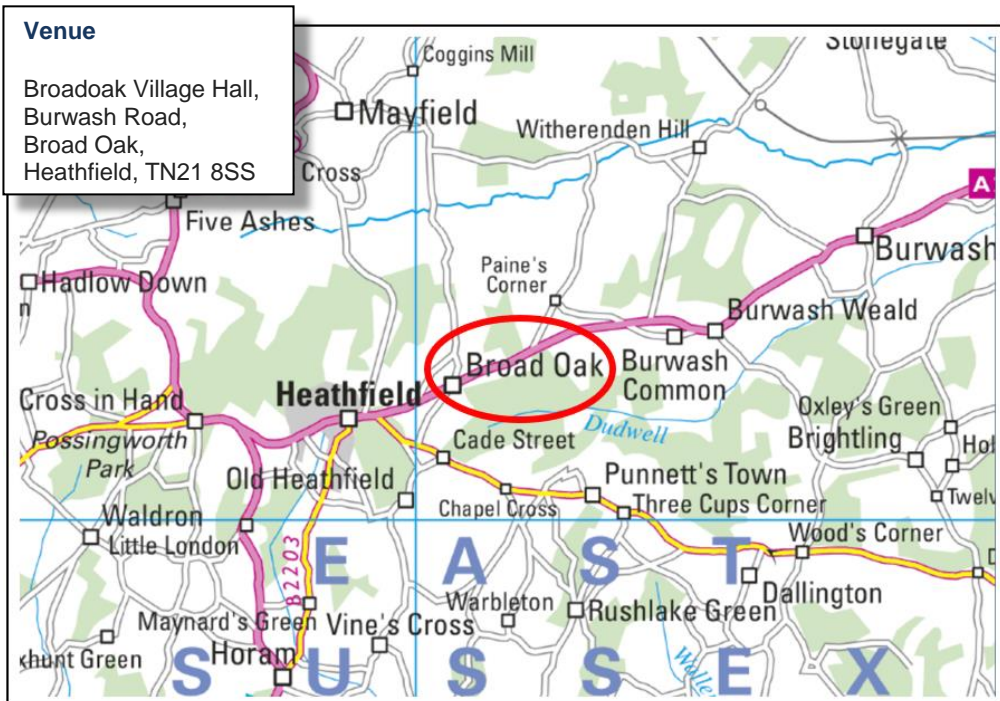 Venue
Broadoak Village Hall,
Burwash Road,
Broad Oak,
Heathfield, TN21 8SS
Coggins Mill
Stonegate
Mayfield
Witherenden Hill
Cross
A
Five Ashes
Burwash
Hadlow Down
Paine's
Corner
Burwash Weald
Broad Oak
Burwash
Common
Heathfield
Cross in Hand
Oxley's Green
Possingworth
Park
Dudwell
Cade Street
Brightling
Old Heathfield
Punnett's Town
Chapel Cross
Three Cups Corner
Waldron
Little London
Wood's Corner
B2203
EAST
Dallington
Maynard's Green
Vine's Cross
Warbleton
Rushlake Green
Horam
SUSSEX